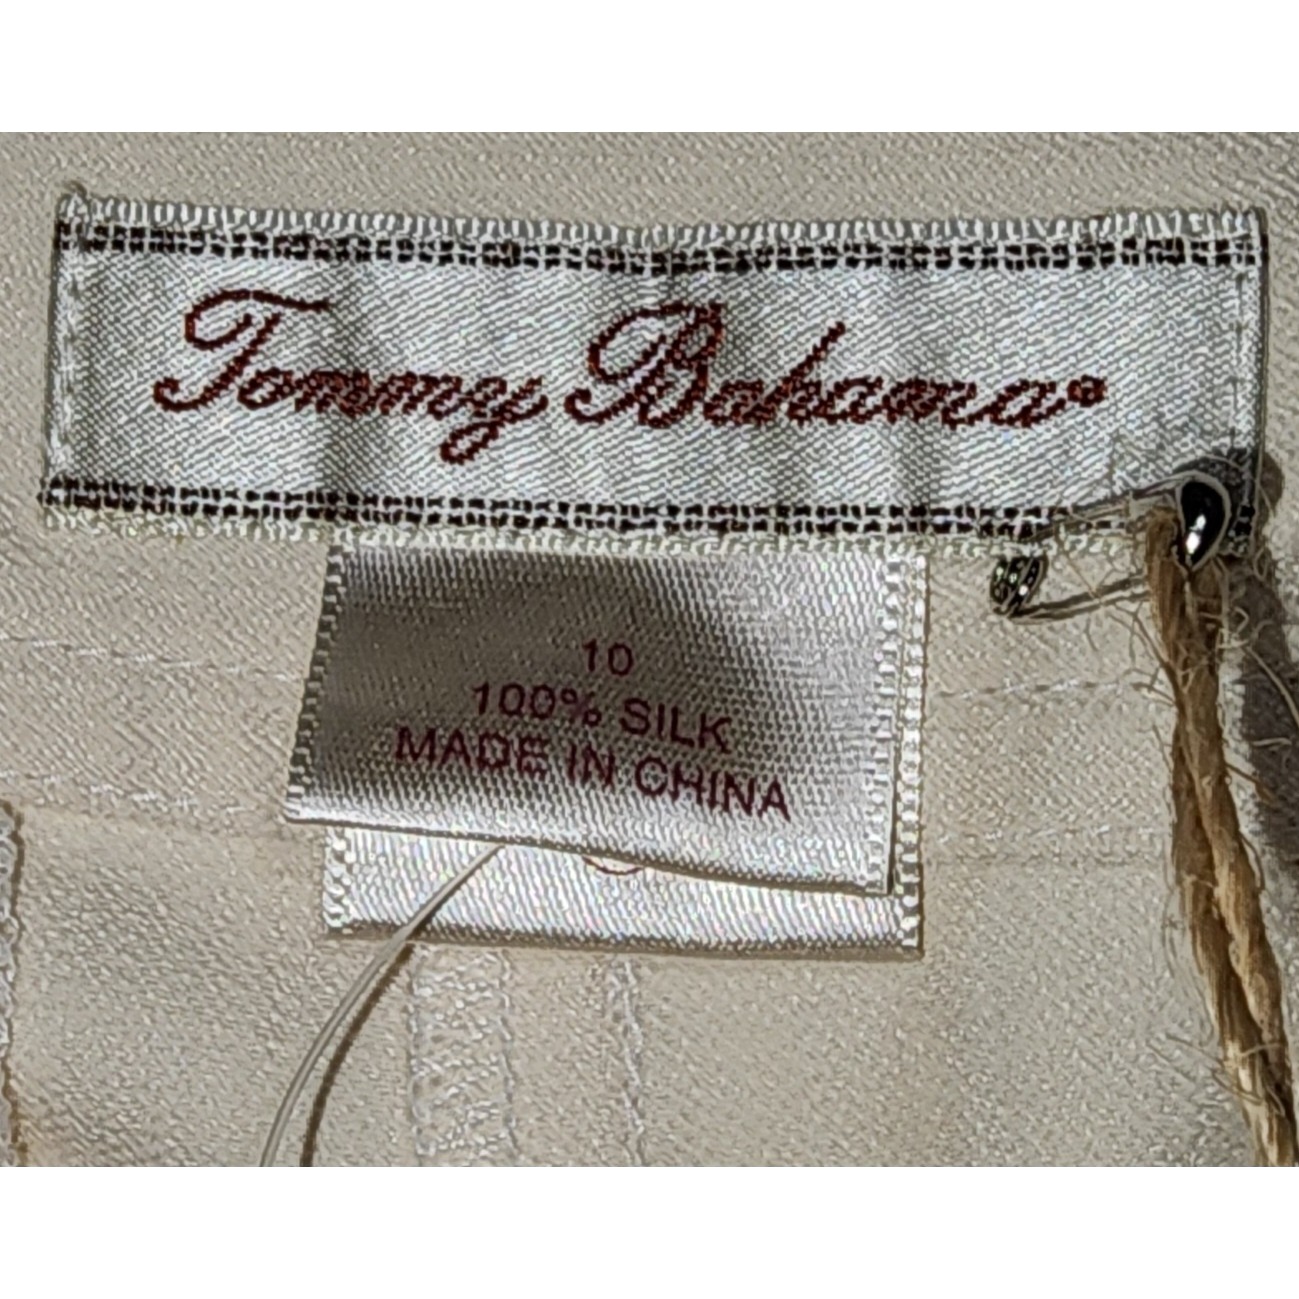 Tommy Bahama®
10
100% SILK
MADE IN CHINA